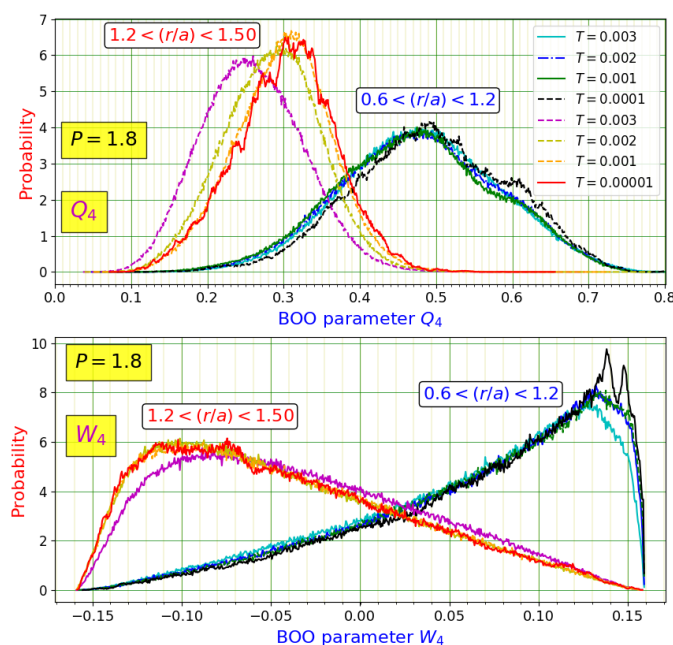 7
6
5
4
3
2
1
0
Probability
1.2 < (r/a) < 1.50
0.6 < (r/a) < 1.2
P = 1.8
Q₄
T = 0.003
T = 0.002
T = 0.001
T = 0.0001
T = 0.003
T = 0.002
T = 0.001
T = 0.00001
0.0 0.1 0.2 0.3 0.4 0.5 0.6 0.7 0.8
BOO parameter Q₄
10
8
6
4
2
0
Probability
P = 1.8
0.6 < (r/a) < 1.2
1.2 < (r/a) < 1.50
W₄
−0.15 −0.10 −0.05 0.00 0.05 0.10 0.15
BOO parameter W₄